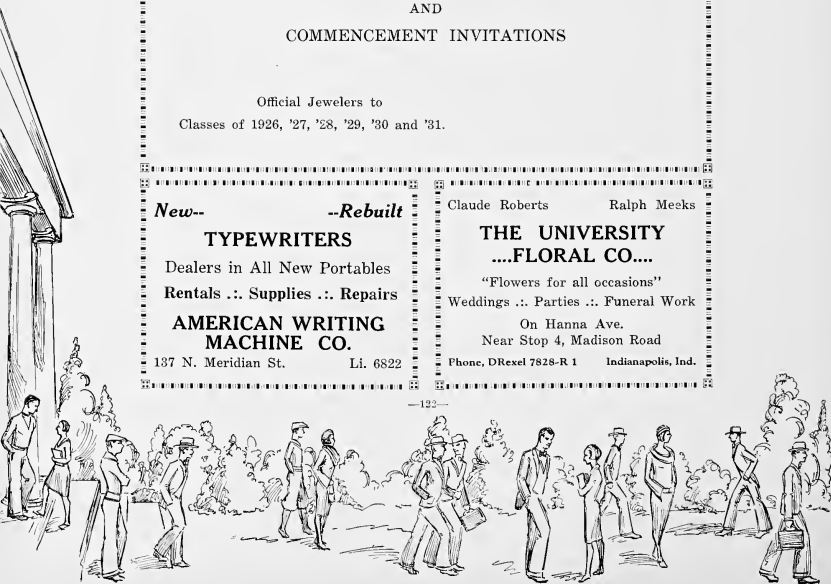 AND
COMMENCEMENT INVITATIONS
Official Jewelers to
Classes of 1926, '27, '28, '29, '30 and '31.
New-- --Rebuilt
TYPEWRITERS
Dealers in All New Portables
Rentals .:. Supplies .:. Repairs
AMERICAN WRITING
MACHINE CO.
137 N. Meridian St. Li. 6822
Claude Roberts Ralph Meeks
THE UNIVERSITY
....FLORAL CO....
"Flowers for all occasions"
Weddings .:. Parties .:. Funeral Work
On Hanna Ave.
Near Stop 4, Madison Road
Phone, DRexel 7828-R 1 Indianapolis, Ind.
—122—